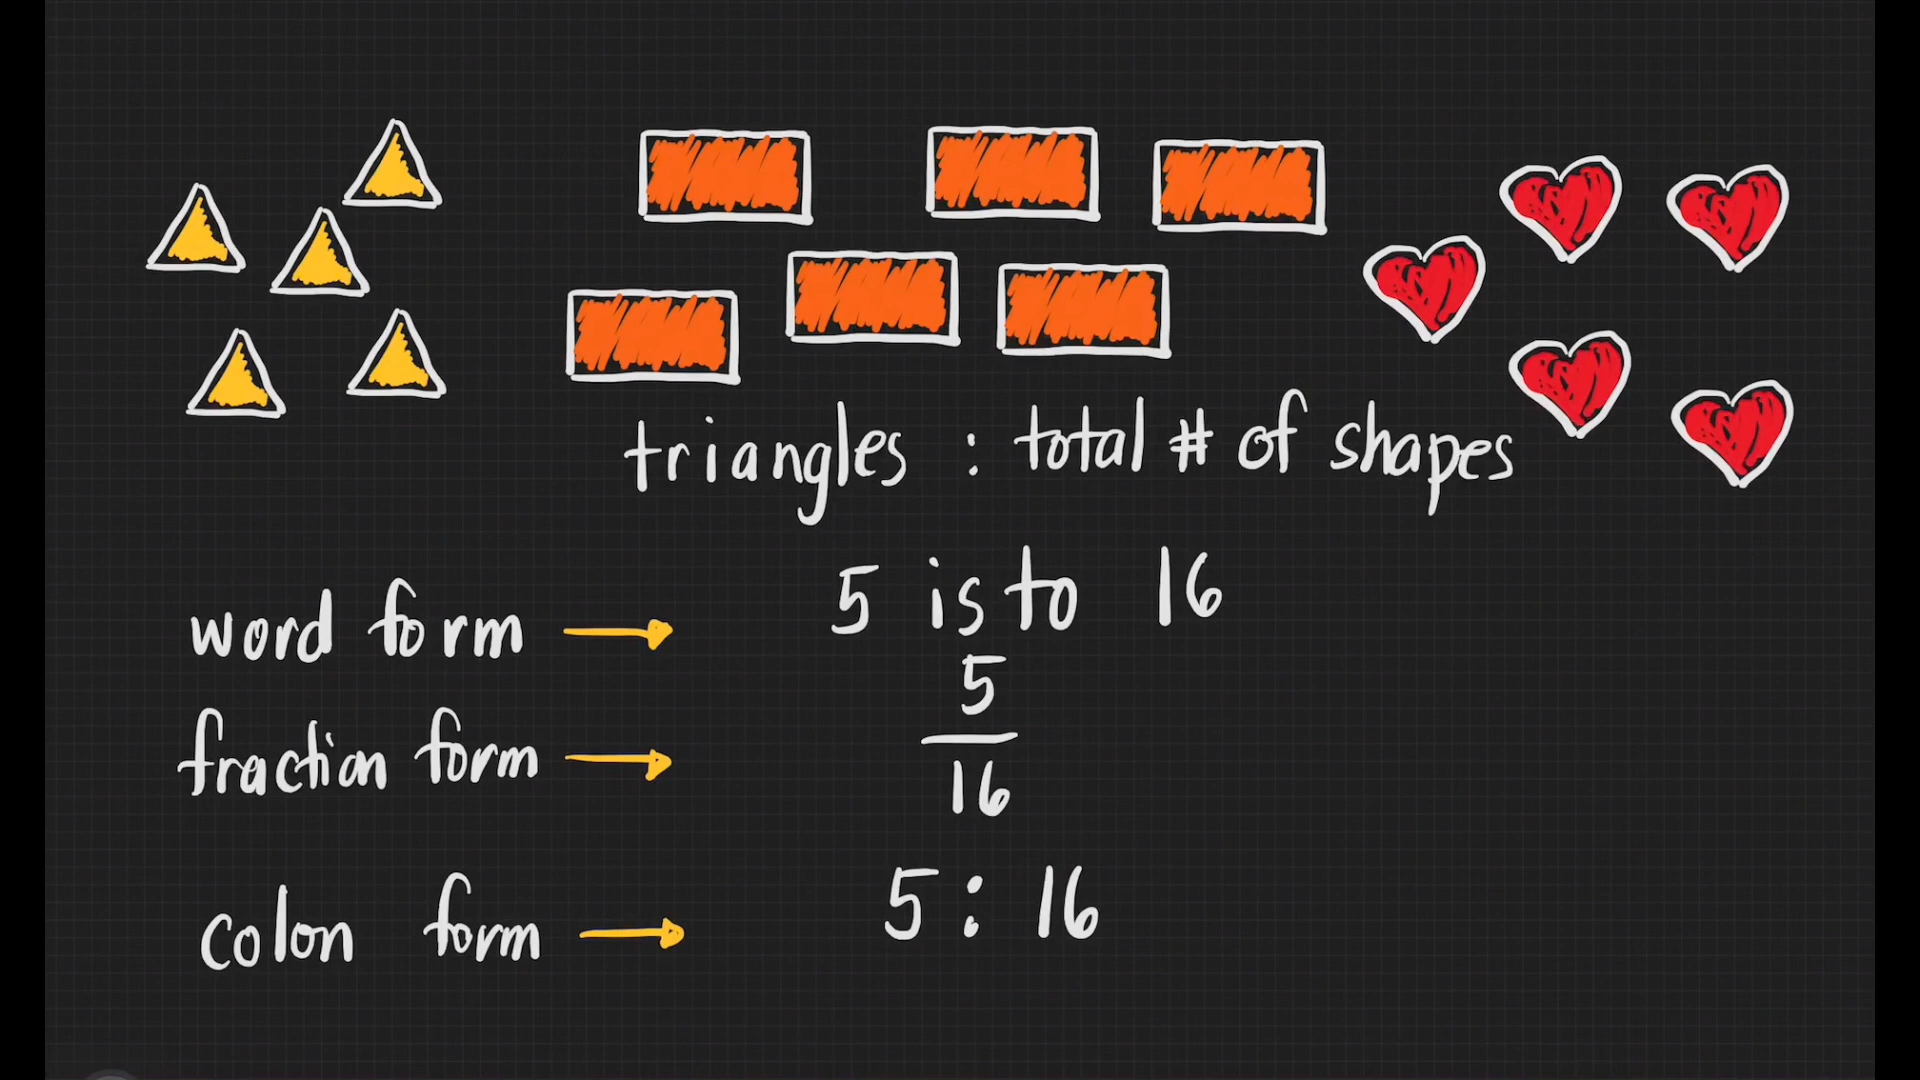 triangles : total # of shapes
word form → 5 is to 16
fraction form → 5/16
colon form → 5 : 16